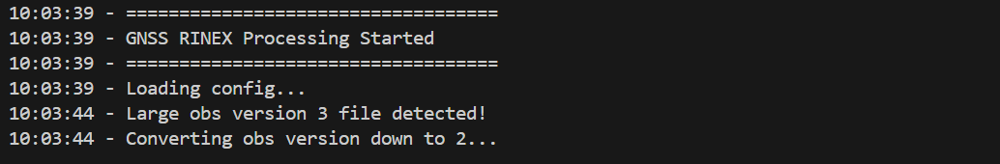 10:03:39 - ===================================
10:03:39 - GNSS RINEX Processing Started
10:03:39 - ===================================
10:03:39 - Loading config...
10:03:44 - Large obs version 3 file detected!
10:03:44 - Converting obs version down to 2...